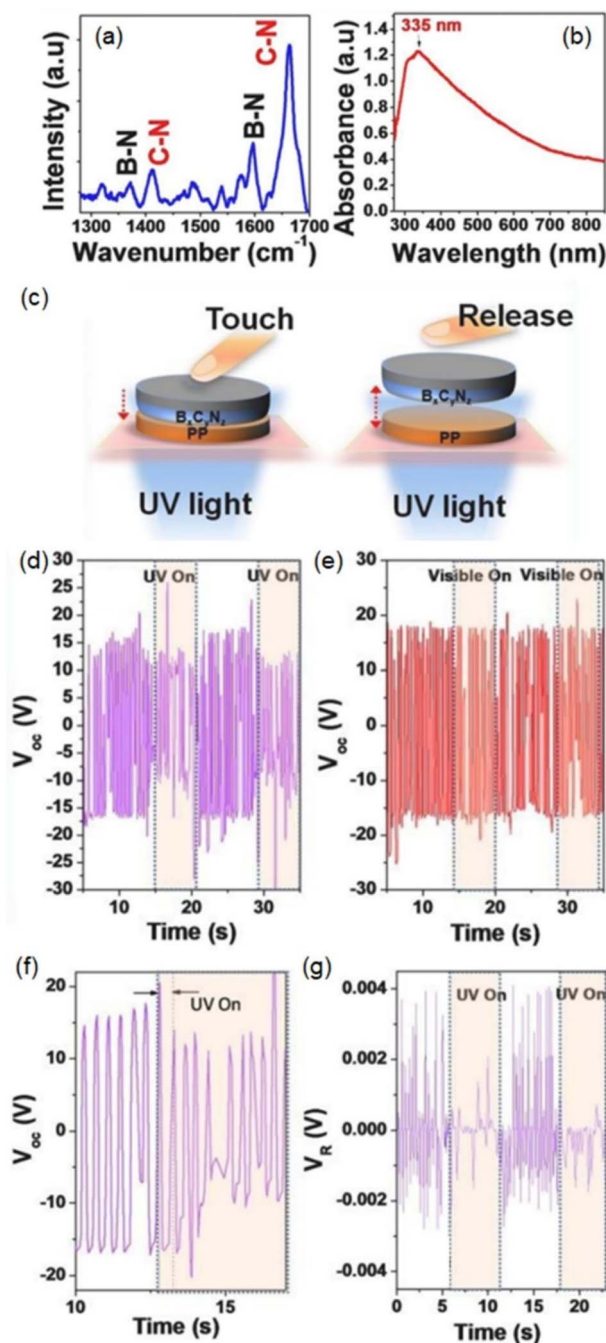 (a)
Intensity (a.u)
B-N
C-N
B-N
C-N
1300 1400 1500 1600 1700
Wavenumber (cm⁻¹)
(b)
335 nm
Absorbance (a.u)
1.4
1.2
1.0
0.8
0.6
0.4
0.2
0.0
300 400 500 600 700 800
Wavelength (nm)
(c)
Touch
Release
BₓCᵧN_z
PP
UV light
BₓCᵧN_z
PP
UV light
(d)
UV On
UV On
V_oc (V)
30
25
20
15
10
5
0
-5
-10
-15
-20
-25
-30
10 20 30
Time (s)
(e)
Visible On
Visible On
V_oc (V)
30
25
20
15
10
5
0
-5
-10
-15
-20
-25
-30
10 20 30
Time (s)
(f)
UV On
V_oc (V)
20
10
0
-10
-20
10 15
Time (s)
(g)
UV On
UV On
V_R (V)
0.004
0.002
0.000
-0.002
-0.004
0 5 10 15 20
Time (s)